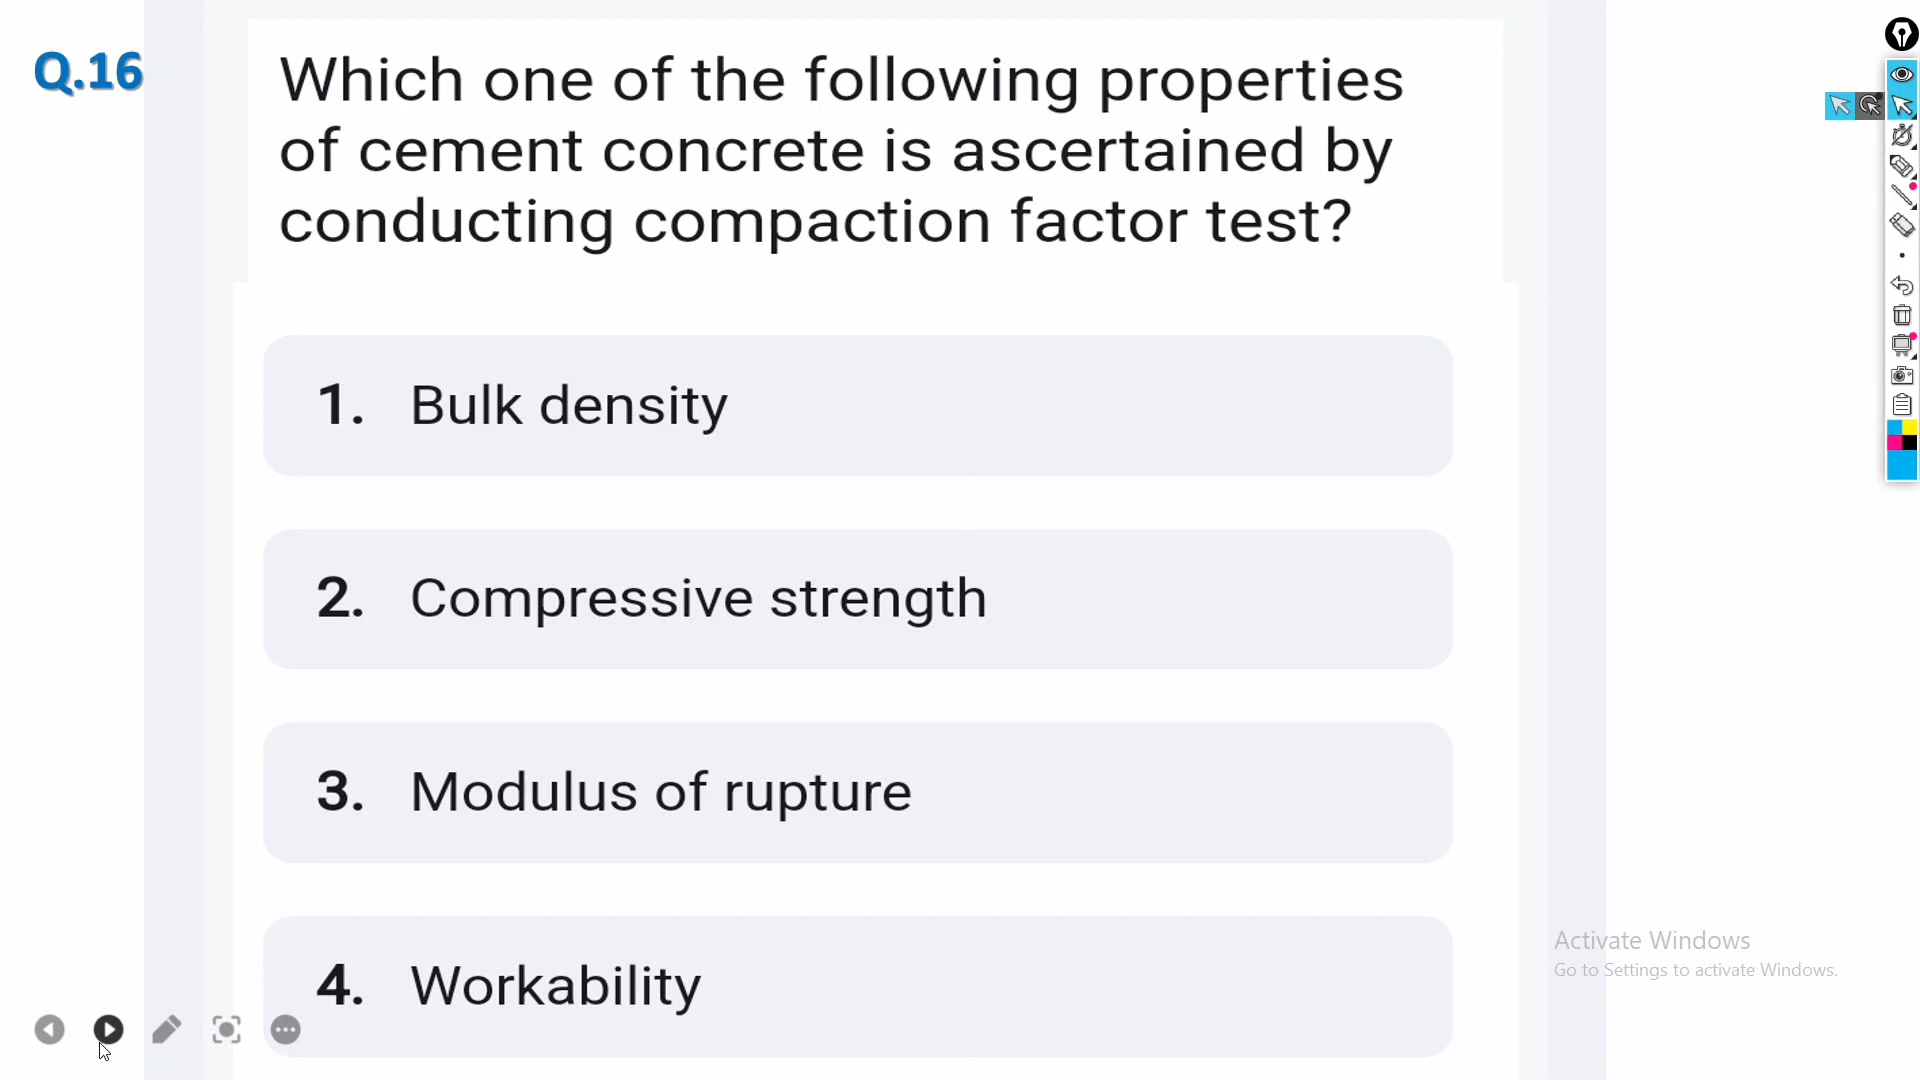 Q.16
Which one of the following properties
of cement concrete is ascertained by
conducting compaction factor test?
1. Bulk density
2. Compressive strength
3. Modulus of rupture
4. Workability
Activate Windows
Go to Settings to activate Windows.